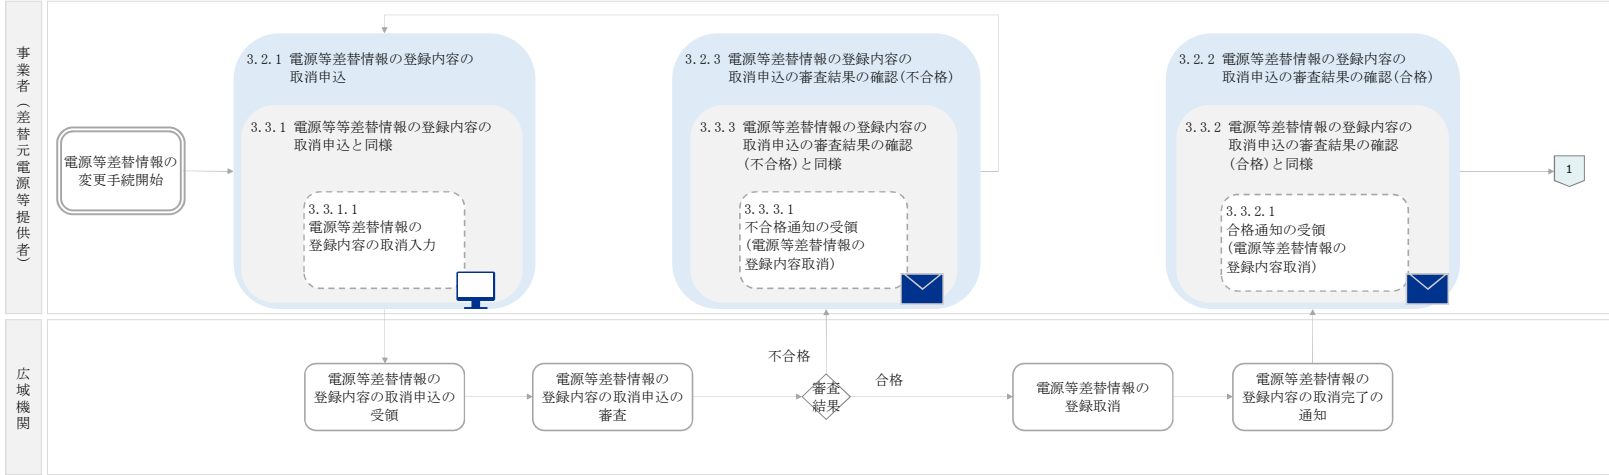 事業者（差替元電源等提供者）
電源等差替情報の
変更手続開始
3.2.1 電源等差替情報の登録内容の
取消申込
3.3.1 電源等等差替情報の登録内容の
取消申込と同様
3.3.1.1
電源等差替情報の
登録内容の取消入力
3.2.3 電源等差替情報の登録内容の
取消申込の審査結果の確認(不合格)
3.3.3 電源等差替情報の登録内容の
取消申込の審査結果の確認
(不合格)と同様
3.3.3.1
不合格通知の受領
(電源等差替情報の
登録内容取消)
3.2.2 電源等差替情報の登録内容の
取消申込の審査結果の確認(合格)
3.3.2 電源等差替情報の登録内容の
取消申込の審査結果の確認
(合格)と同様
3.3.2.1
合格通知の受領
(電源等差替情報の
登録内容取消)
1
広域機関
電源等差替情報の
登録内容の取消申込の
受領
電源等差替情報の
登録内容の取消申込の
審査
審査
結果
不合格
合格
電源等差替情報の
登録取消
電源等差替情報の
登録内容の取消完了の
通知